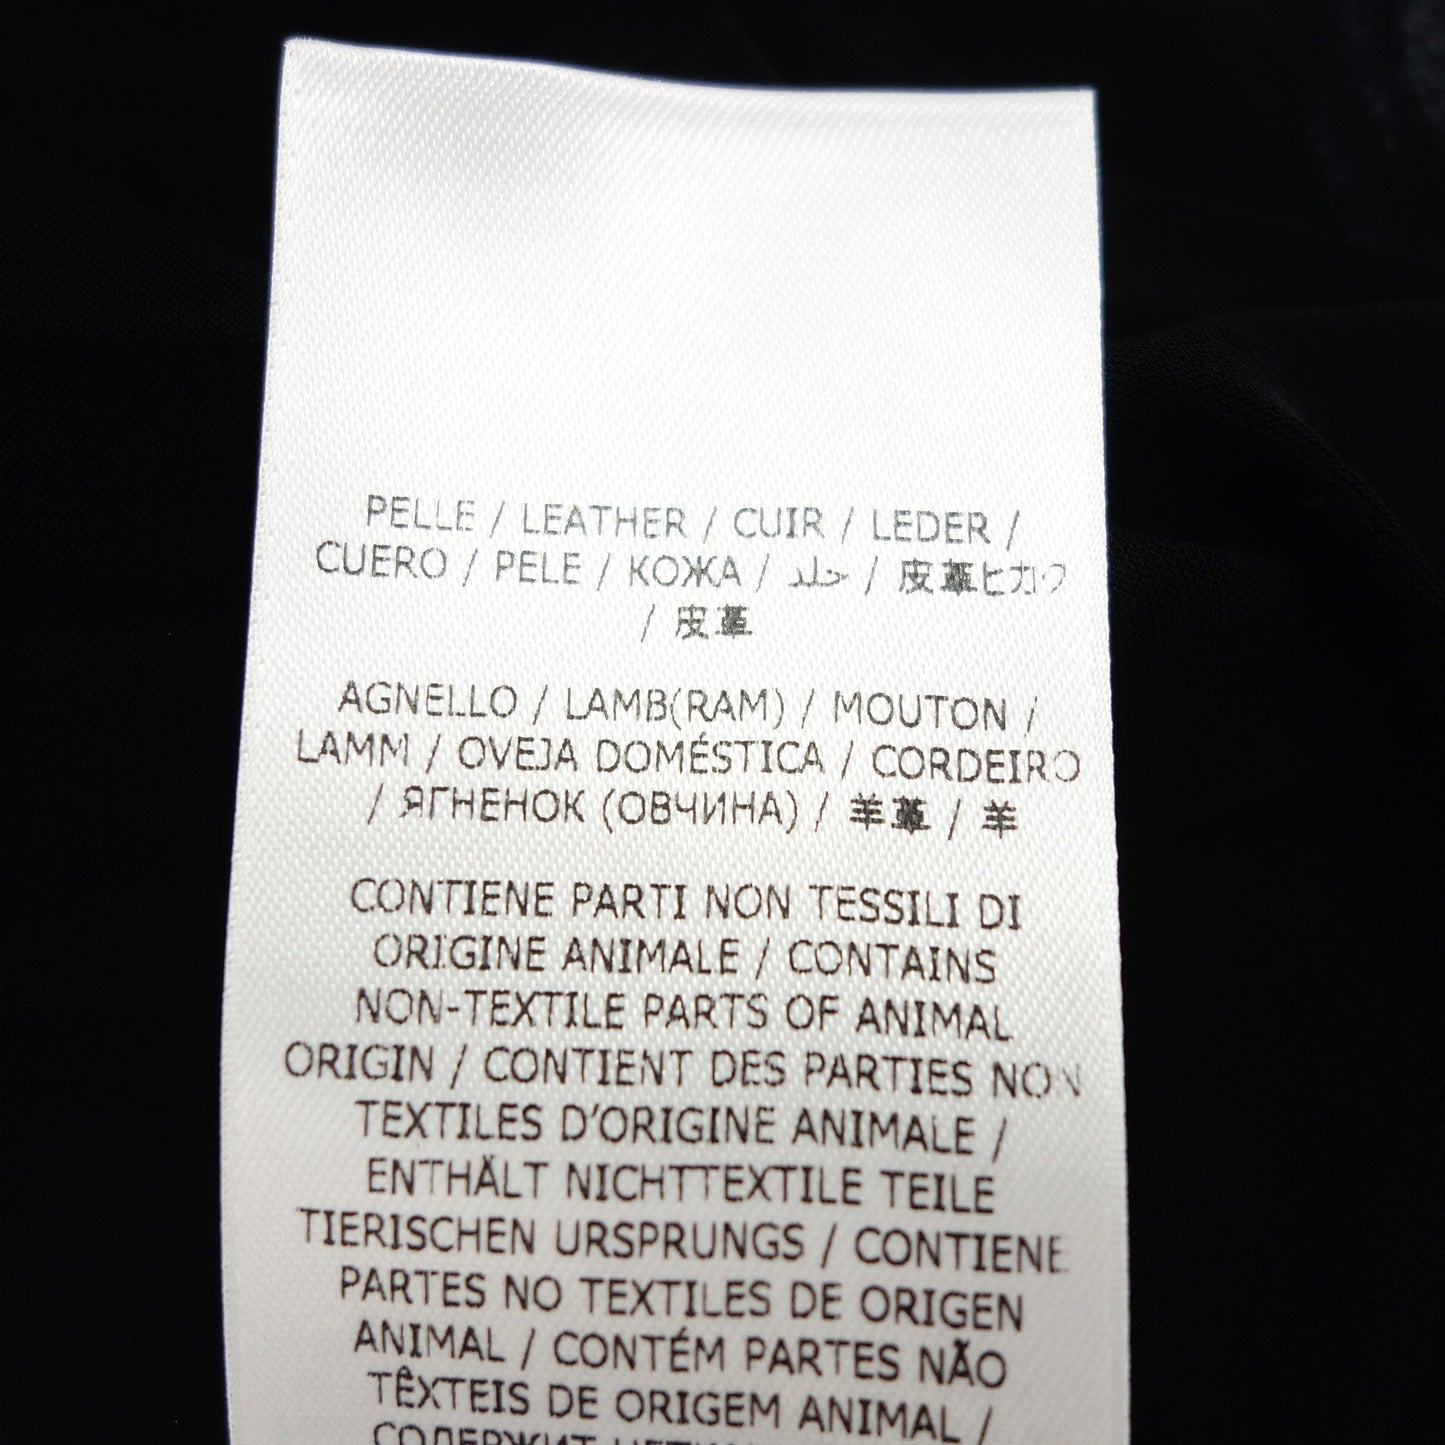 PELLE / LEATHER / CUIR / LEDER /
CUERO / PELE / КОЖА / جلد / 皮革ヒカク
/ 皮革
AGNELLO / LAMB(RAM) / MOUTON /
LAMM / OVEJA DOMÉSTICA / CORDEIRO
/ ЯГНЕНОК (ОВЧИНА) / 羊革 / 羊
CONTIENE PARTI NON TESSILI DI
ORIGINE ANIMALE / CONTAINS
NON-TEXTILE PARTS OF ANIMAL
ORIGIN / CONTIENT DES PARTIES NON
TEXTILES D'ORIGINE ANIMALE /
ENTHÄLT NICHTTEXTILE TEILE
TIERISCHEN URSPRUNGS / CONTIENE
PARTES NO TEXTILES DE ORIGEN
ANIMAL / CONTÉM PARTES NÃO
TÊXTEIS DE ORIGEM ANIMAL /
СОДЕРЖИТ